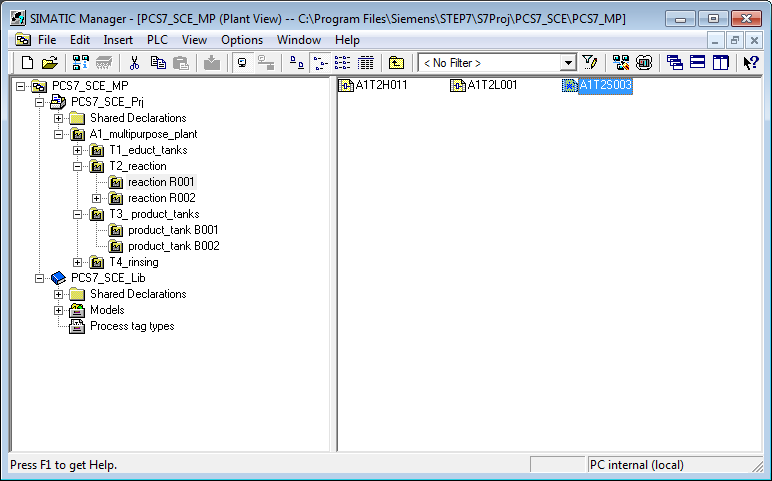 SIMATIC Manager - [PCS7_SCE_MP (Plant View) -- C:\Program Files\Siemens\STEP7\S7Proj\PCS7_SCE\PCS7_MP]
File Edit Insert PLC View Options Window Help
< No Filter >
PCS7_SCE_MP
PCS7_SCE_Prj
Shared Declarations
A1_multipurpose_plant
T1_educt_tanks
T2_reaction
reaction R001
reaction R002
T3_ product_tanks
product_tank B001
product_tank B002
T4_rinsing
PCS7_SCE_Lib
Shared Declarations
Models
Process tag types
A1T2H011 A1T2L001 A1T2S003
Press F1 to get Help. PC internal (local)